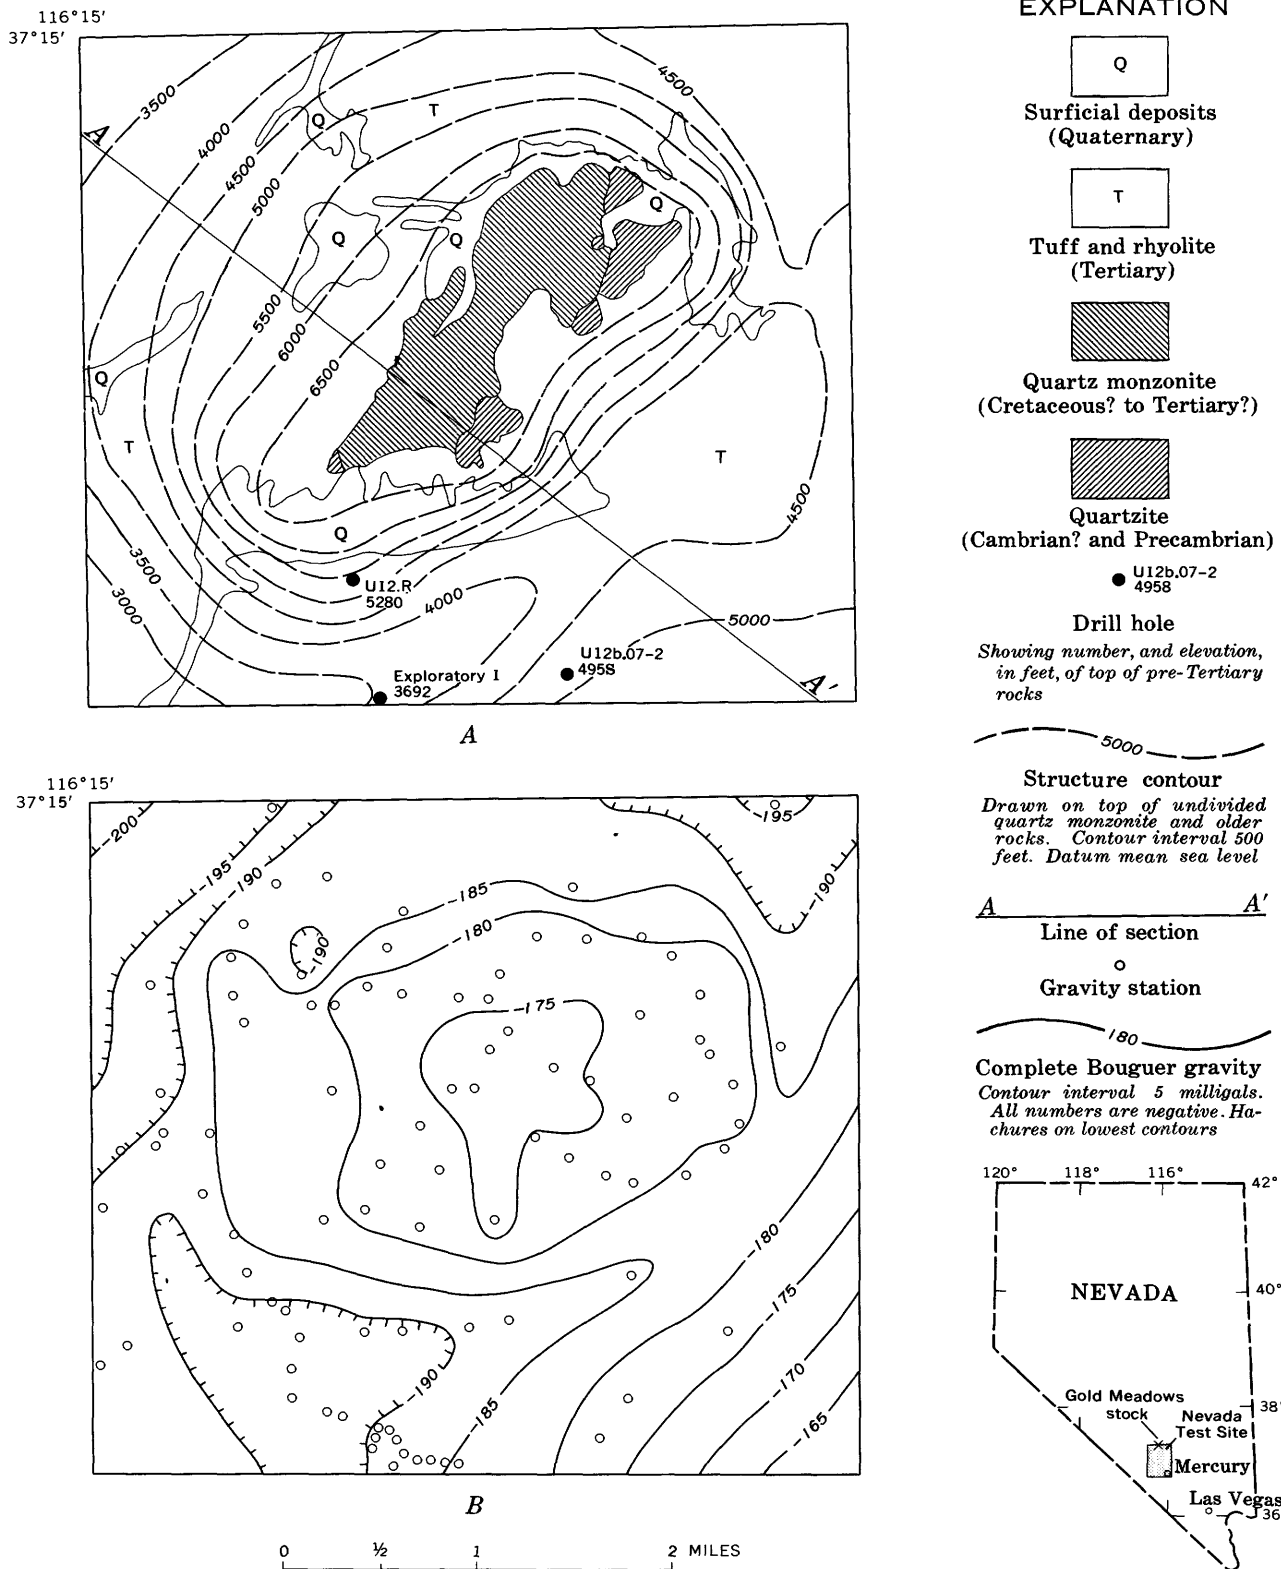 116°15'
37°15'
3500
4000
4500
5000
5500
6000
6500
4500
A
T
Q
Q
Q
Q
Q
T
T
Q
3500
3000
U12.R
5280
4000
4500
5000
Exploratory I
3692
U12b.07-2
4958
A'
A
116°15'
37°15'
-200
-195
-190
-190
-185
-180
-175
-195
-190
-180
-175
-170
-165
-190
-185
B
0 ½ 1 2 MILES
EXPLANATION
Q
Surficial deposits
(Quaternary)
T
Tuff and rhyolite
(Tertiary)
Quartz monzonite
(Cretaceous? to Tertiary?)
Quartzite
(Cambrian? and Precambrian)
U12b.07-2
4958
Drill hole
Showing number, and elevation,
in feet, of top of pre-Tertiary
rocks
5000
Structure contour
Drawn on top of undivided
quartz monzonite and older
rocks. Contour interval 500
feet. Datum mean sea level
A A'
Line of section
Gravity station
180
Complete Bouguer gravity
Contour interval 5 milligals.
All numbers are negative. Ha-
chures on lowest contours
120° 118° 116°
42°
40°
NEVADA
38°
Gold Meadows
stock
Nevada
Test Site
Mercury
Las Vegas
36°